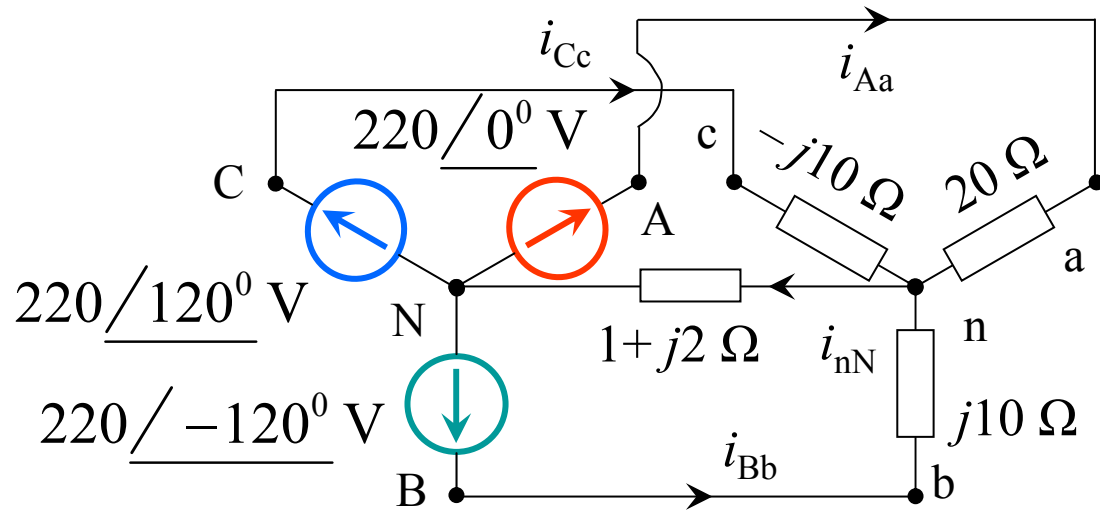 i_Cc
i_Aa
220∠0⁰ V
c
−j10 Ω
20 Ω
C
A
a
220∠120⁰ V
N
1+ j2 Ω
i_nN
n
220∠−120⁰ V
j10 Ω
i_Bb
B
b